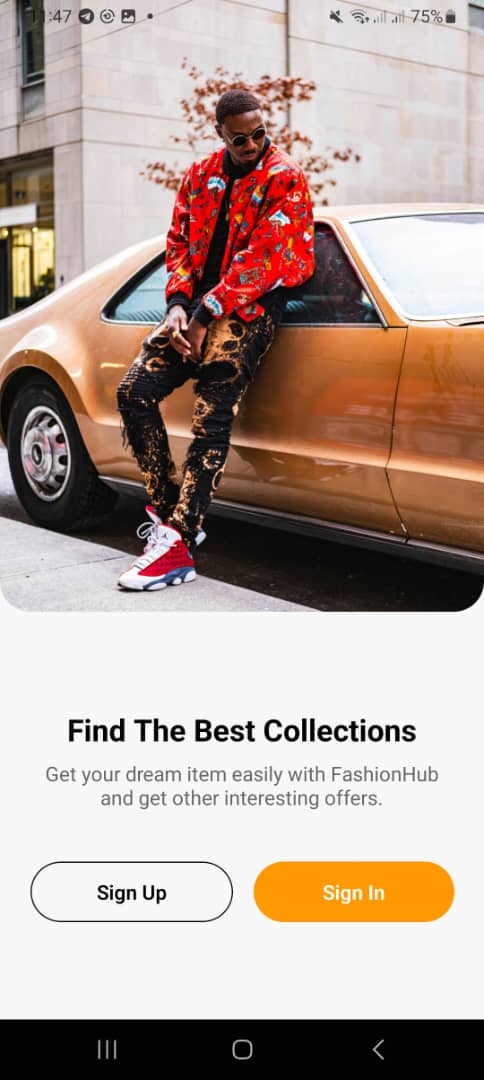 11:47 75%
Find The Best Collections
Get your dream item easily with FashionHub
and get other interesting offers.
Sign Up Sign In